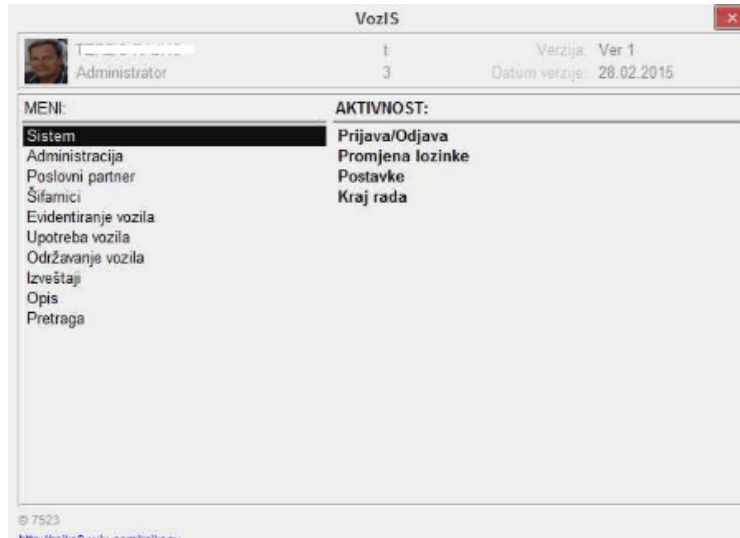 VozIS
t Verzija: Ver 1
Administrator 3 Datum verzije: 28.02.2015
MENI: AKTIVNOST:
Sistem Prijava/Odjava
Administracija Promjena lozinke
Poslovni partner Postavke
Šifarnici Kraj rada
Evidentiranje vozila
Upotreba vozila
Održavanje vozila
Izveštaji
Opis
Pretraga
© 7523